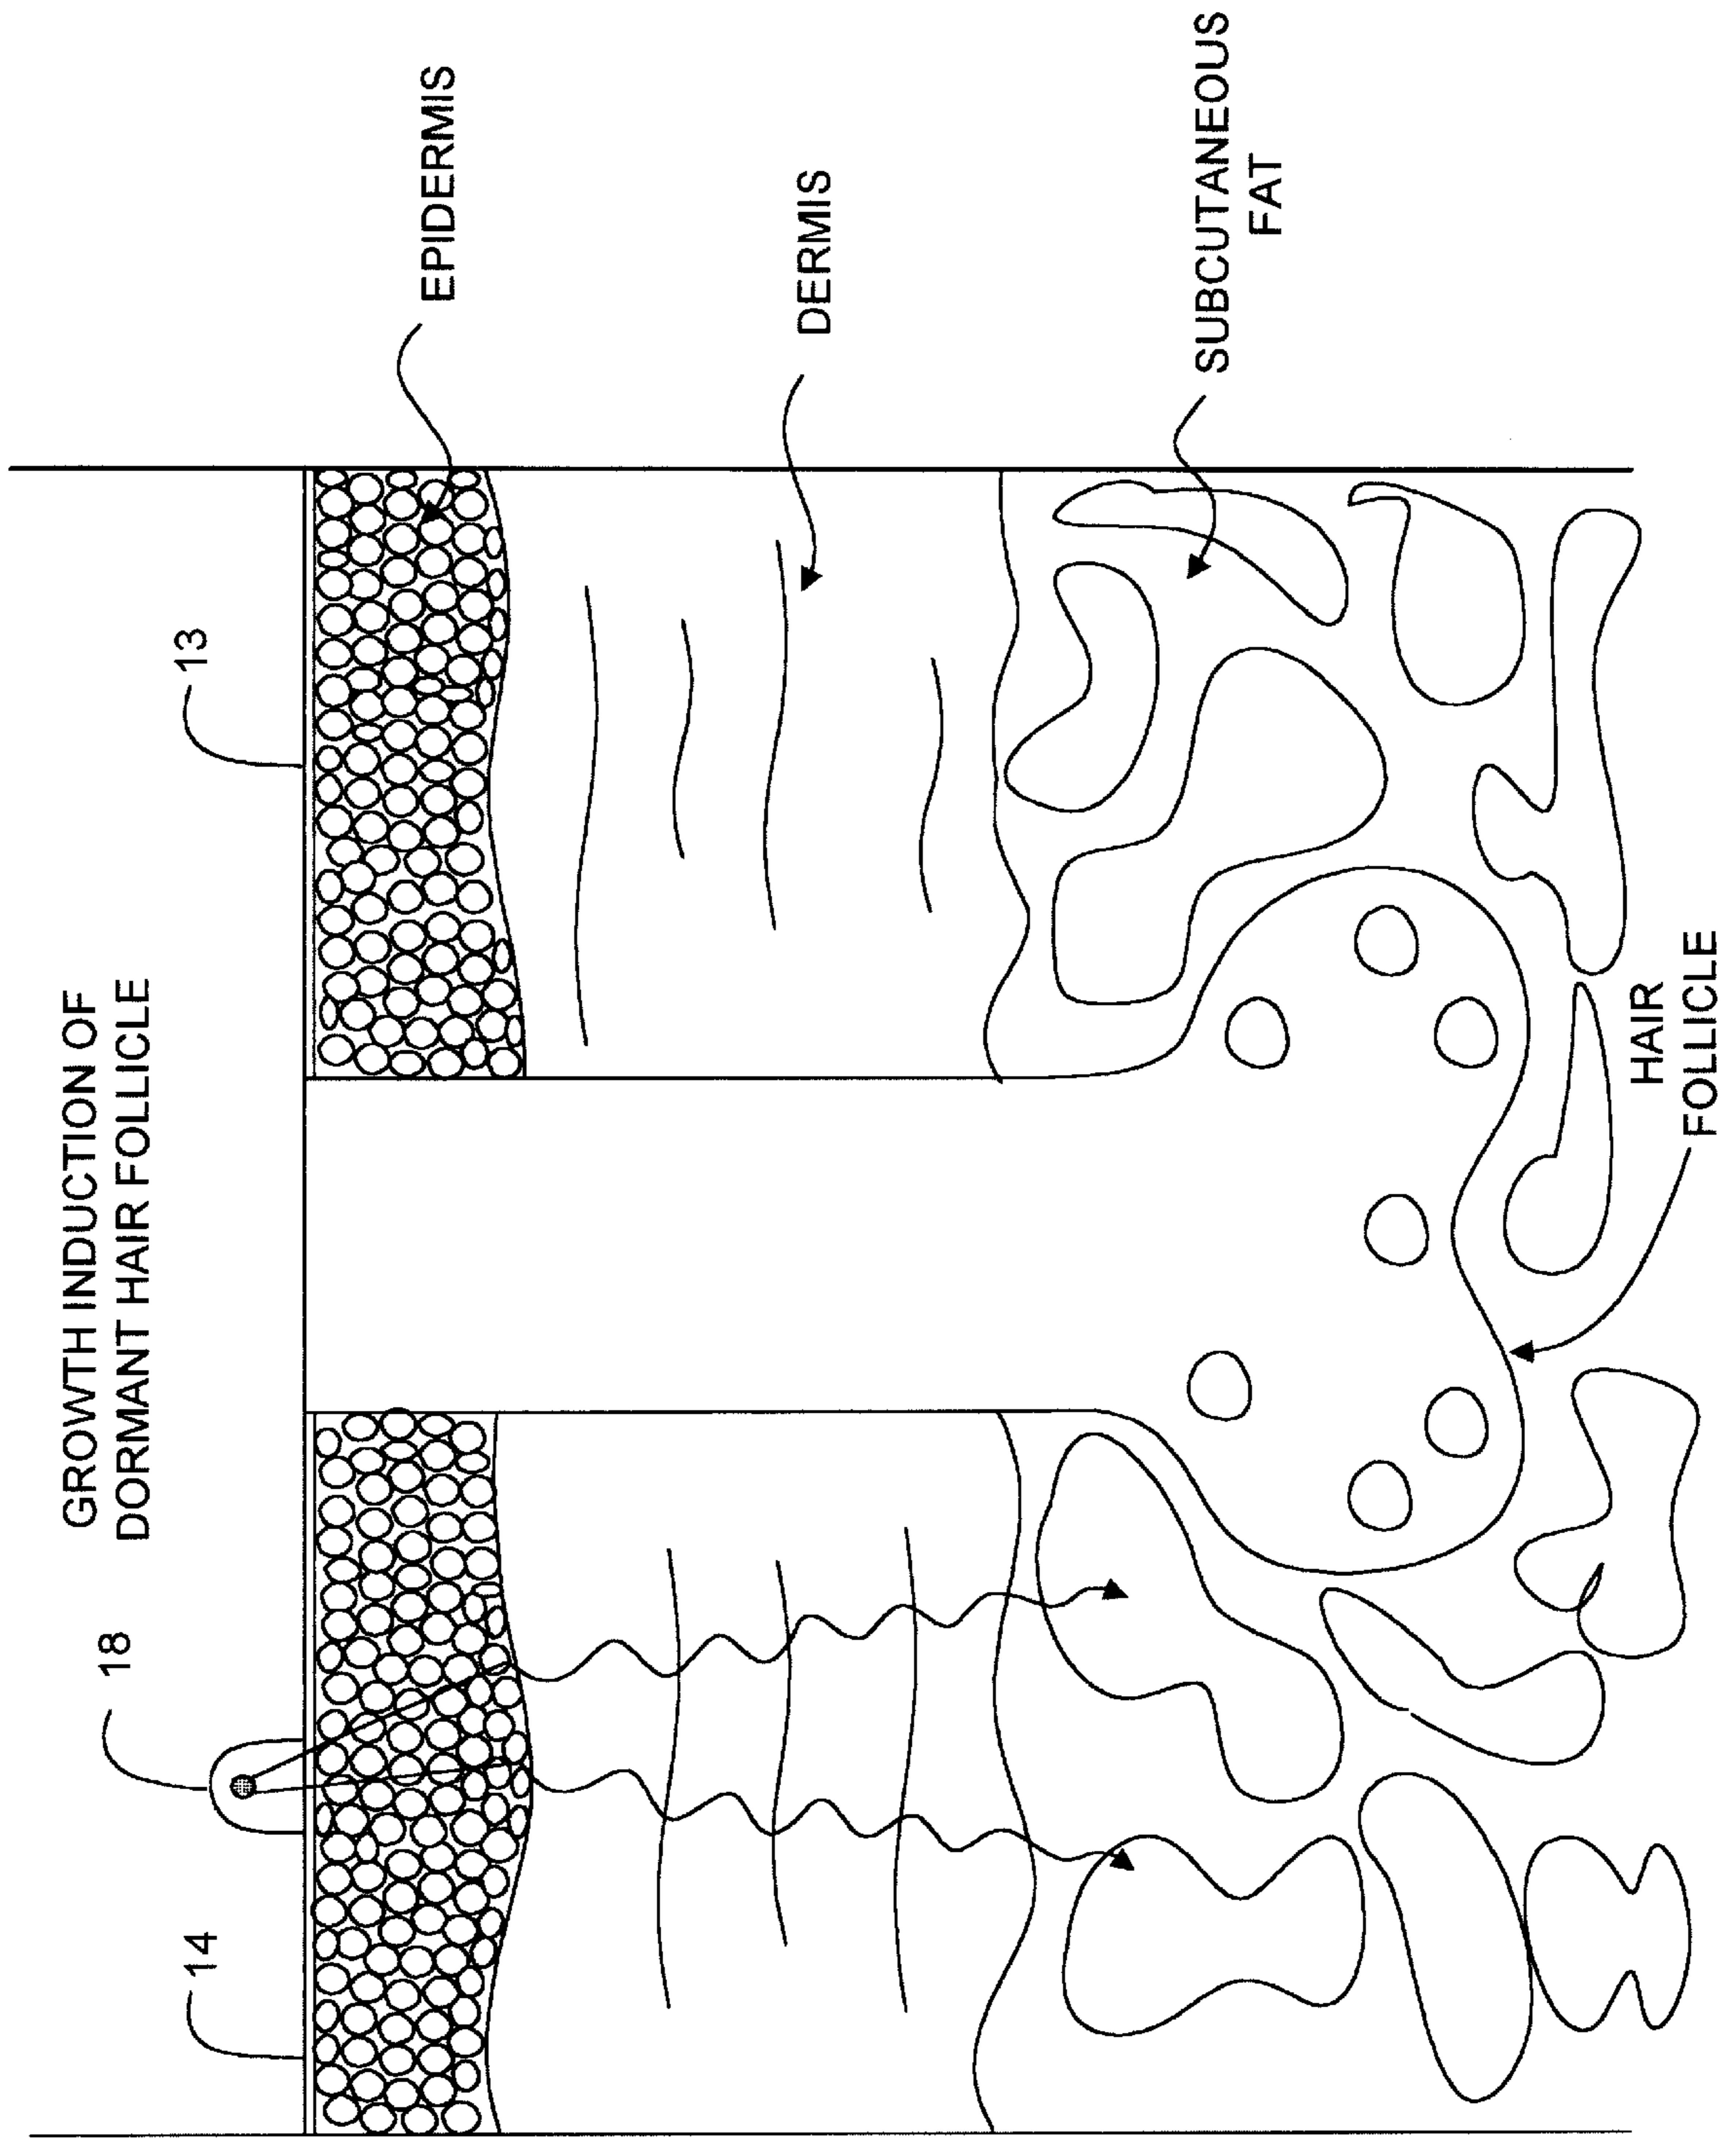 GROWTH INDUCTION OF
DORMANT HAIR FOLLICLE
14
18
13
EPIDERMIS
DERMIS
SUBCUTANEOUS
FAT
HAIR
FOLLICLE